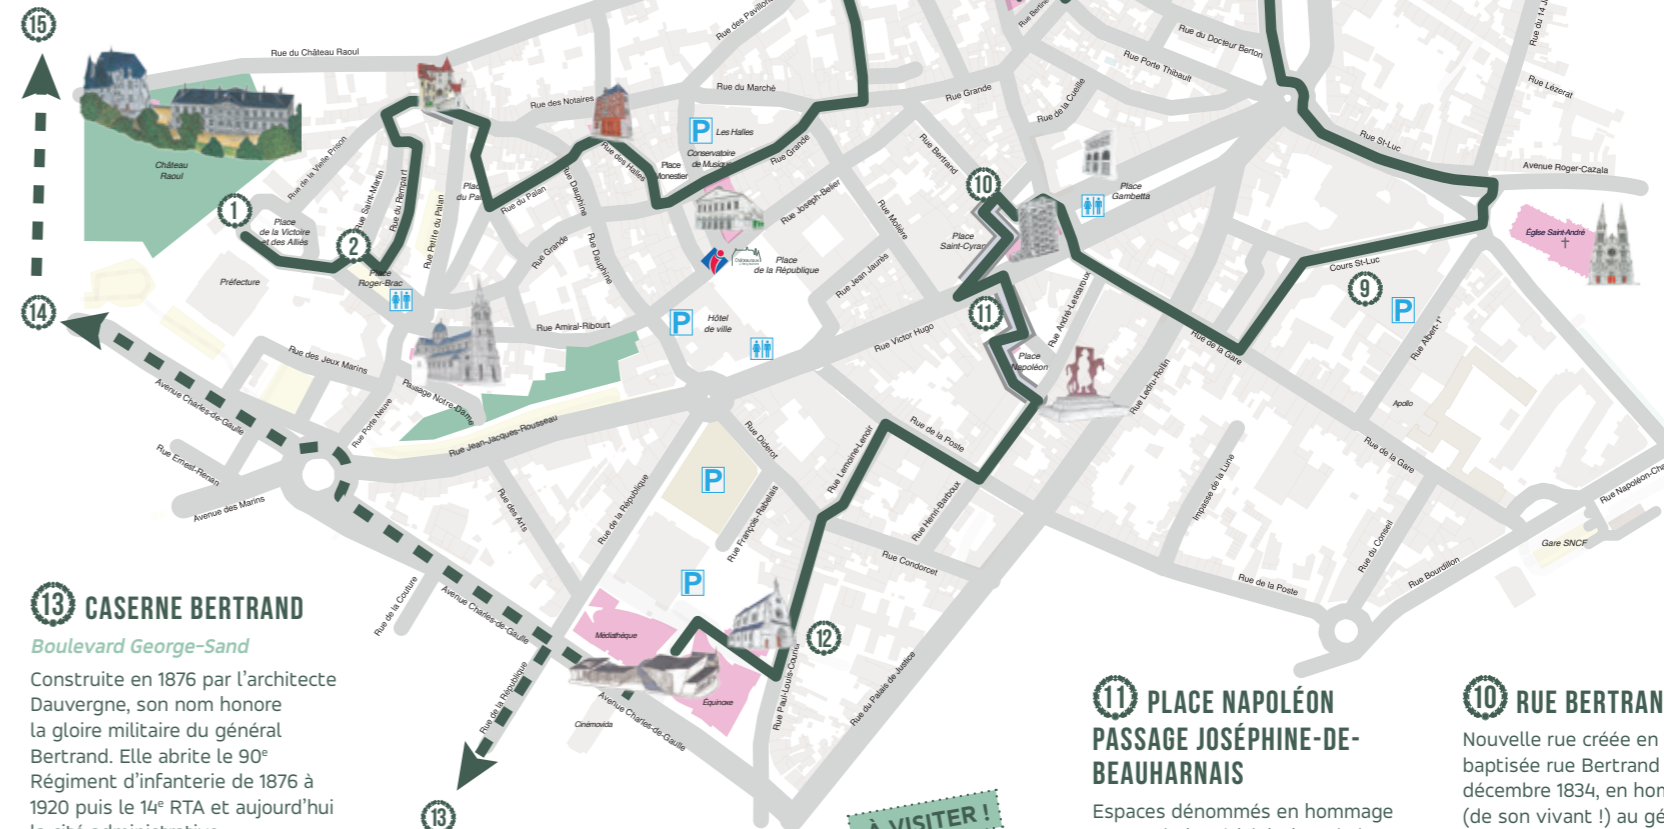 15
Rue du Château Raoul
Rue des Pavillons
Rue du Docteur Berton
Rue Porte Thibault
Rue Lézerat
Rue du Marché
Rue Grande
Rue de la Cueille
Rue des Notaires
P
Les Halles
Conservatoire
de Musique
Place
Monestier
Rue des Halles
Rue Grande
Rue Bertrand
Rue St-Luc
Avenue Roger-Cazala
Château
Raoul
Rue de la Vieille Prison
Rue Saint-Martin
Rue du Rempart
Rue Petite du Palan
Rue du Palan
Rue Dauphine
Rue Joseph-Belier
10
Place
Gambetta
1
Place
de la Victoire
et des Alliés
2
Place
Roger-Brac
Rue Grande
Rue Dauphine
Rue Molière
Place
Saint-Cyran
Église Saint-André
Préfecture
Place
de la République
Rue Jean Jaurès
Cours St-Luc
9
P
14
P
Hôtel
de ville
Rue Amiral-Ribourt
Rue Victor Hugo
11
Rue André-Lescaroux
Rue de la Gare
Rue Albert-1er
Rue des Jeux Marins
Passage Notre-Dame
Place
Napoléon
Rue Ledru-Rollin
Avenue Charles-de-Gaulle
Rue Porte Neuve
Rue Jean-Jacques-Rousseau
Rue Diderot
Rue Lemoine-Lenoir
Rue de la Poste
Apollo
Rue de la Gare
Rue Ernest-Renan
Avenue des Marins
Rue des Arts
Rue de la République
P
Rue François-Rabelais
Rue Henri-Barboux
Impasse de la Lune
Rue Napoléon-Cha
Gare SNCF
Rue Condorcet
Rue du Conseil
Rue Bourdillon
Rue de la Poste
P
Rue de la Couture
Avenue Charles-de-Gaulle
Médiathèque
12
Rue Paul-Louis-Courier
Rue du Palais de Justice
Equinoxe
Rue de la République
Avenue Charles-de-Gaulle
Cinémovida
13
À VISITER !
13 CASERNE BERTRAND
Boulevard George-Sand
Construite en 1876 par l'architecte
Dauvergne, son nom honore
la gloire militaire du général
Bertrand. Elle abrite le 90e
Régiment d'infanterie de 1876 à
1920 puis le 14e RTA et aujourd'hui
la cité administrative.
11 PLACE NAPOLÉON
PASSAGE JOSÉPHINE-DE-
BEAUHARNAIS
Espaces dénommés en hommage
10 RUE BERTRAN
Nouvelle rue créée en
baptisée rue Bertrand
décembre 1834, en hom
(de son vivant !) au gé